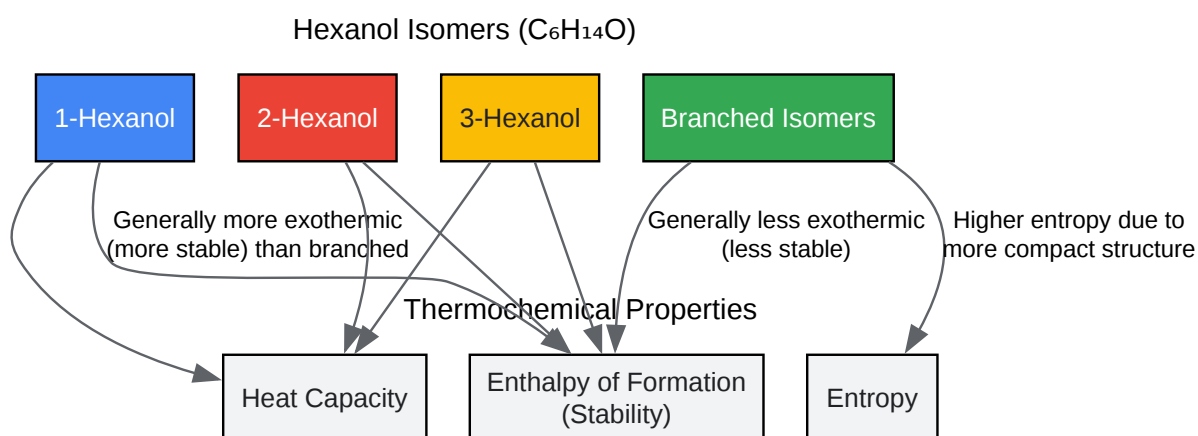 Hexanol Isomers (C₆H₁₄O)
1-Hexanol
2-Hexanol
3-Hexanol
Branched Isomers
Generally more exothermic
(more stable) than branched
Generally less exothermic
(less stable)
Higher entropy due to
more compact structure
Thermochemical Properties
Heat Capacity
Enthalpy of Formation
(Stability)
Entropy